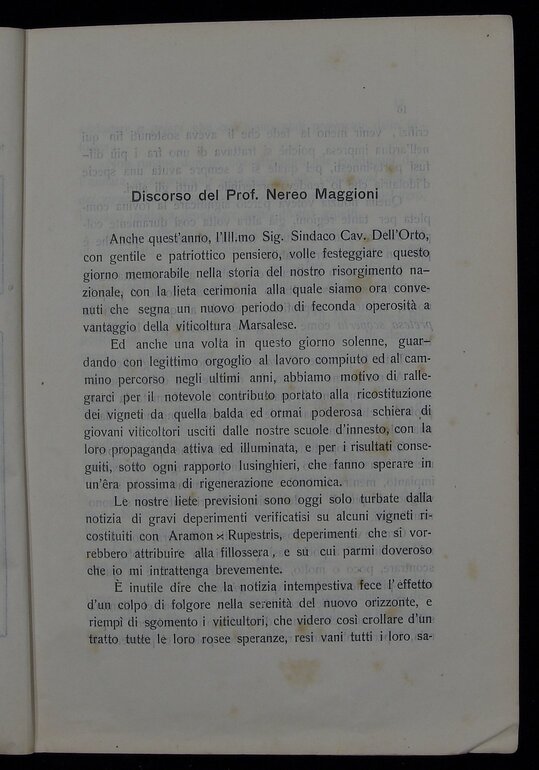 Discorso del Prof. Nereo Maggioni
Anche quest'anno, l'Ill.mo Sig. Sindaco Cav. Dell'Orto,
con gentile e patriottico pensiero, volle festeggiare questo
giorno memorabile nella storia del nostro risorgimento na-
zionale, con la lieta cerimonia alla quale siamo ora conve-
nuti che segna un nuovo periodo di feconda operosità a
vantaggio della viticoltura Marsalese.
Ed anche una volta in questo giorno solenne, guar-
dando con legittimo orgoglio al lavoro compiuto ed al cam-
mino percorso negli ultimi anni, abbiamo motivo di ralle-
grarci per il notevole contributo portato alla ricostituzione
dei vigneti da quella balda ed ormai poderosa schiera di
giovani viticoltori usciti dalle nostre scuole d'innesto, con la
loro propaganda attiva ed illuminata, e per i risultati conse-
guiti, sotto ogni rapporto lusinghieri, che fanno sperare in
un'êra prossima di rigenerazione economica.
Le nostre liete previsioni sono oggi solo turbate dalla
notizia di gravi deperimenti verificatisi su alcuni vigneti ri-
costituiti con Aramon × Rupestris, deperimenti che si vor-
rebbero attribuire alla fillossera, e su cui parmi doveroso
che io mi intrattenga brevemente.
È inutile dire che la notizia intempestiva fece l'effetto
d'un colpo di folgore nella serenità del nuovo orizzonte, e
riempì di sgomento i viticultori, che videro così crollare d'un
tratto tutte le loro rosee speranze, resi vani tutti i loro sa-